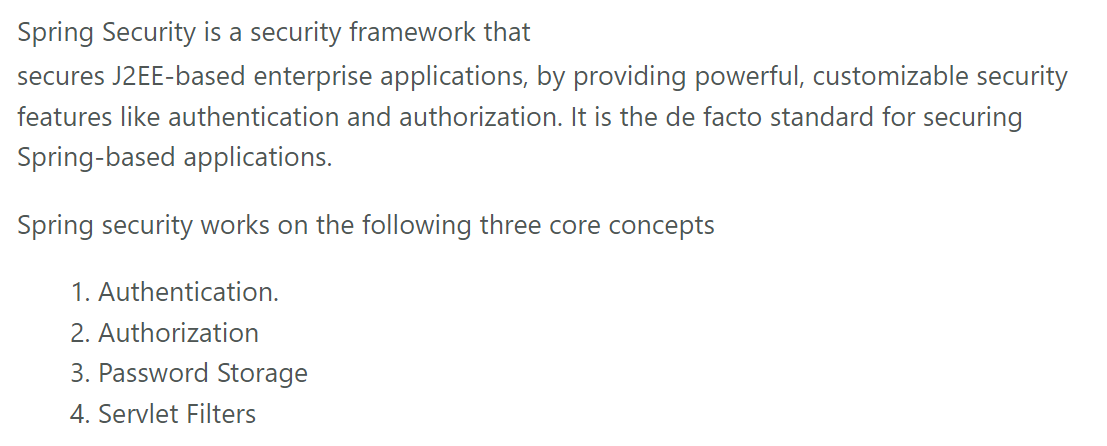 Spring Security is a security framework that
secures J2EE-based enterprise applications, by providing powerful, customizable security
features like authentication and authorization. It is the de facto standard for securing
Spring-based applications.
Spring security works on the following three core concepts
1. Authentication.
2. Authorization
3. Password Storage
4. Servlet Filters